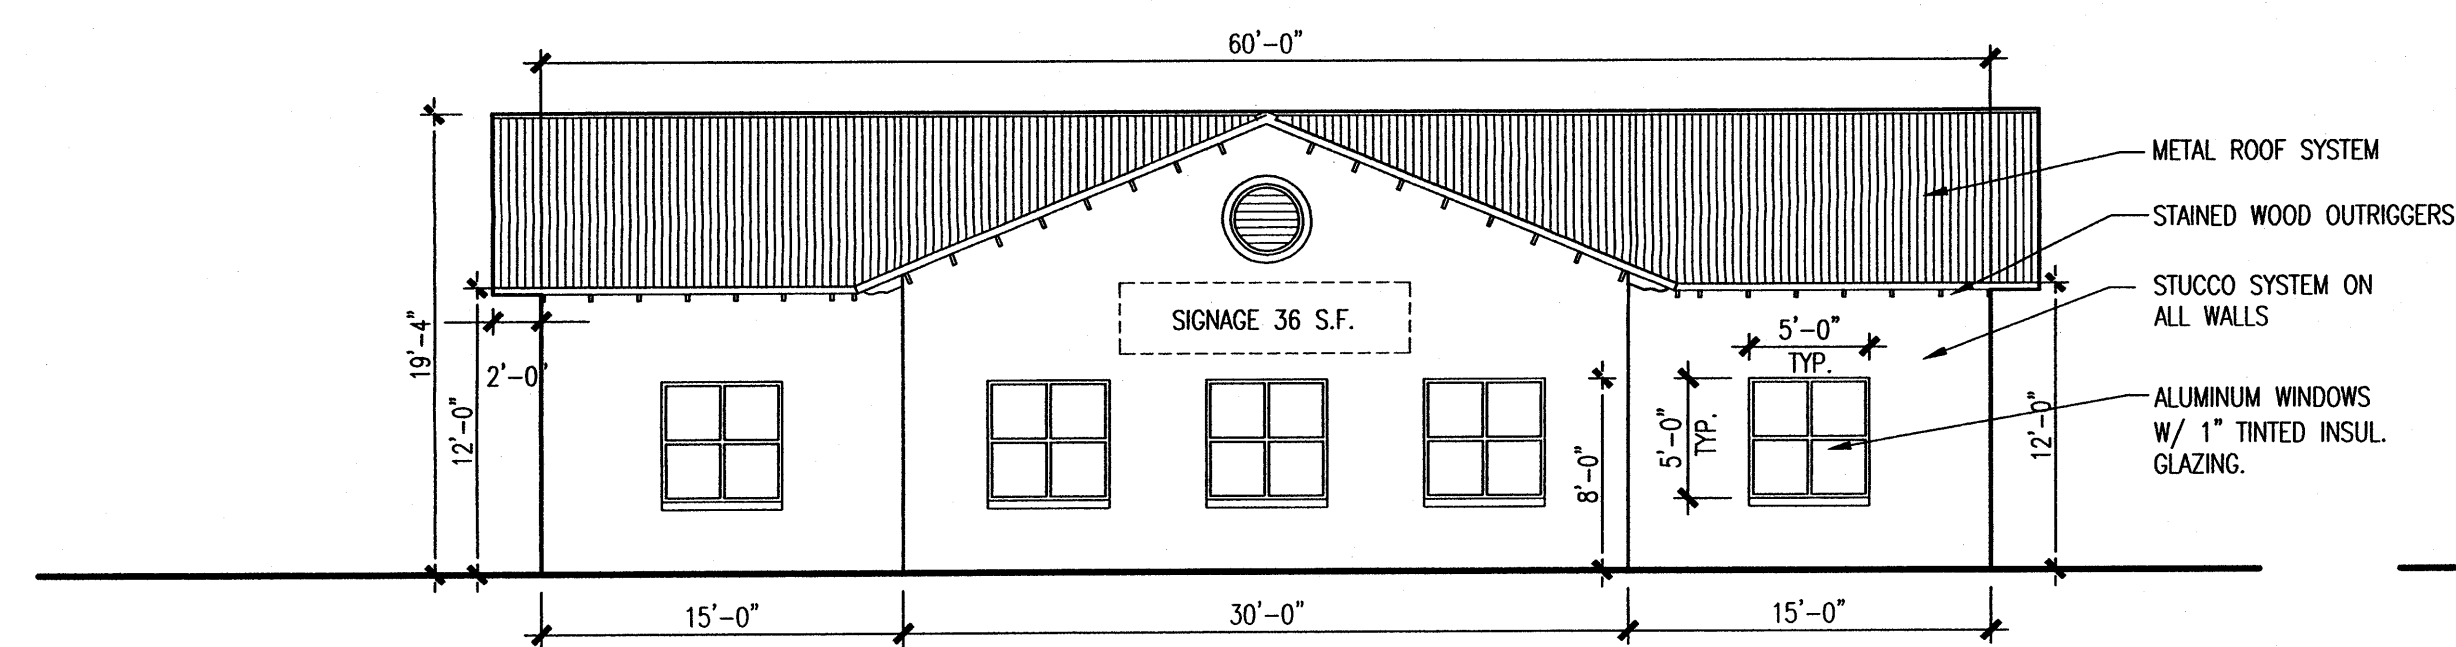 60'-0"
METAL ROOF SYSTEM
STAINED WOOD OUTRIGGERS
STUCCO SYSTEM ON
ALL WALLS
SIGNAGE 36 S.F.
5'-0"
TYP.
19'-4"
2'-0"
12'-0"
8'-0"
5'-0"
TYP.
12'-0"
ALUMINUM WINDOWS
W/ 1" TINTED INSUL.
GLAZING.
15'-0"
30'-0"
15'-0"